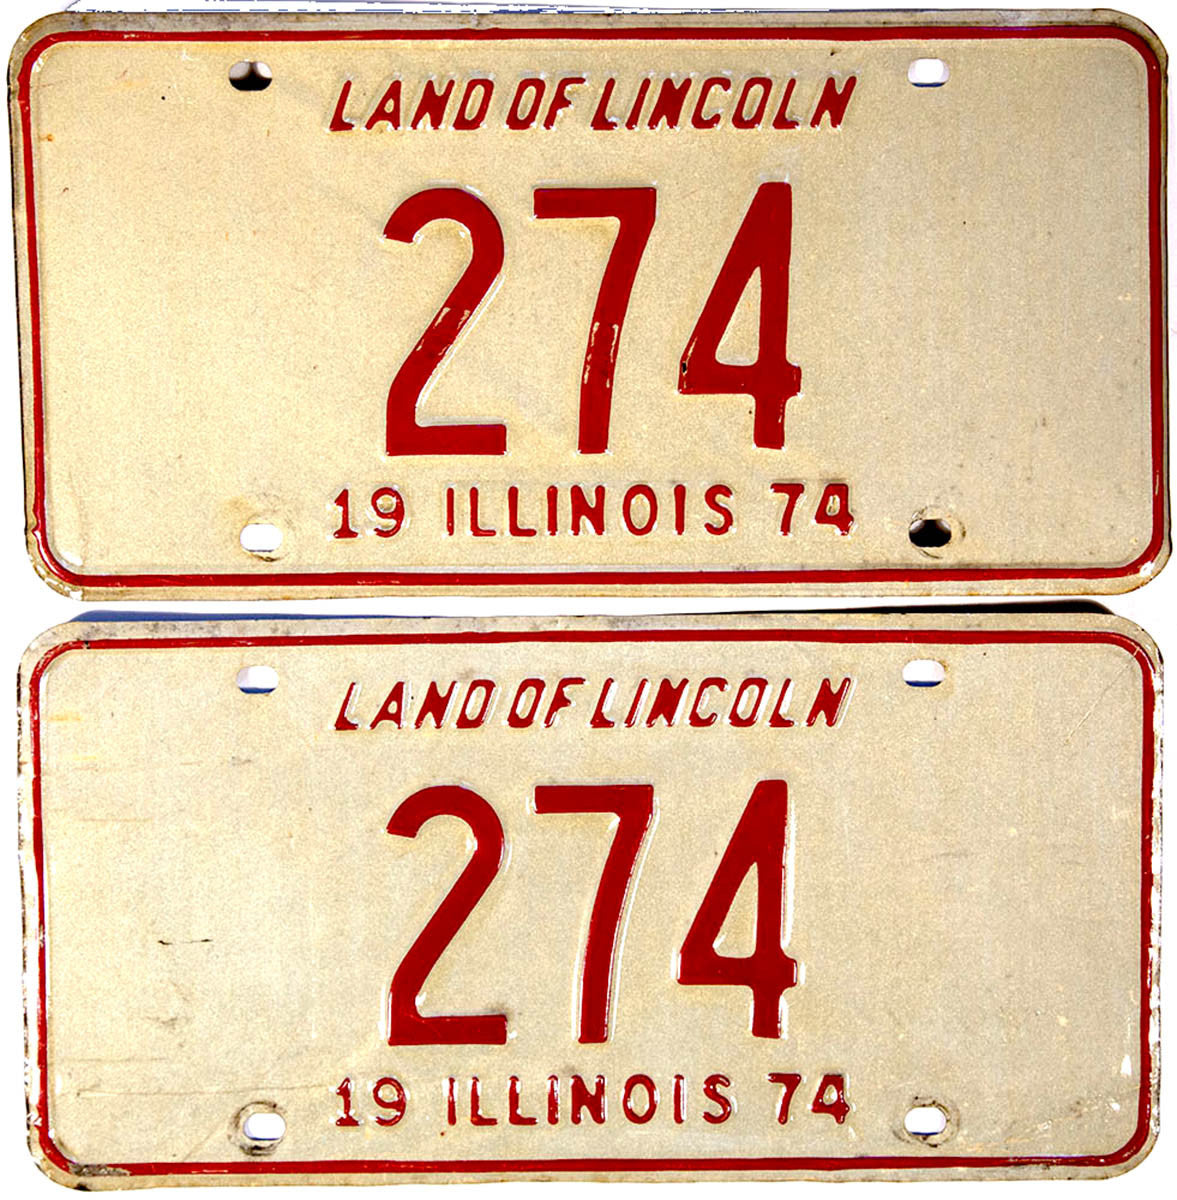 LAND OF LINCOLN
274
19 ILLINOIS 74
LAND OF LINCOLN
274
19 ILLINOIS 74